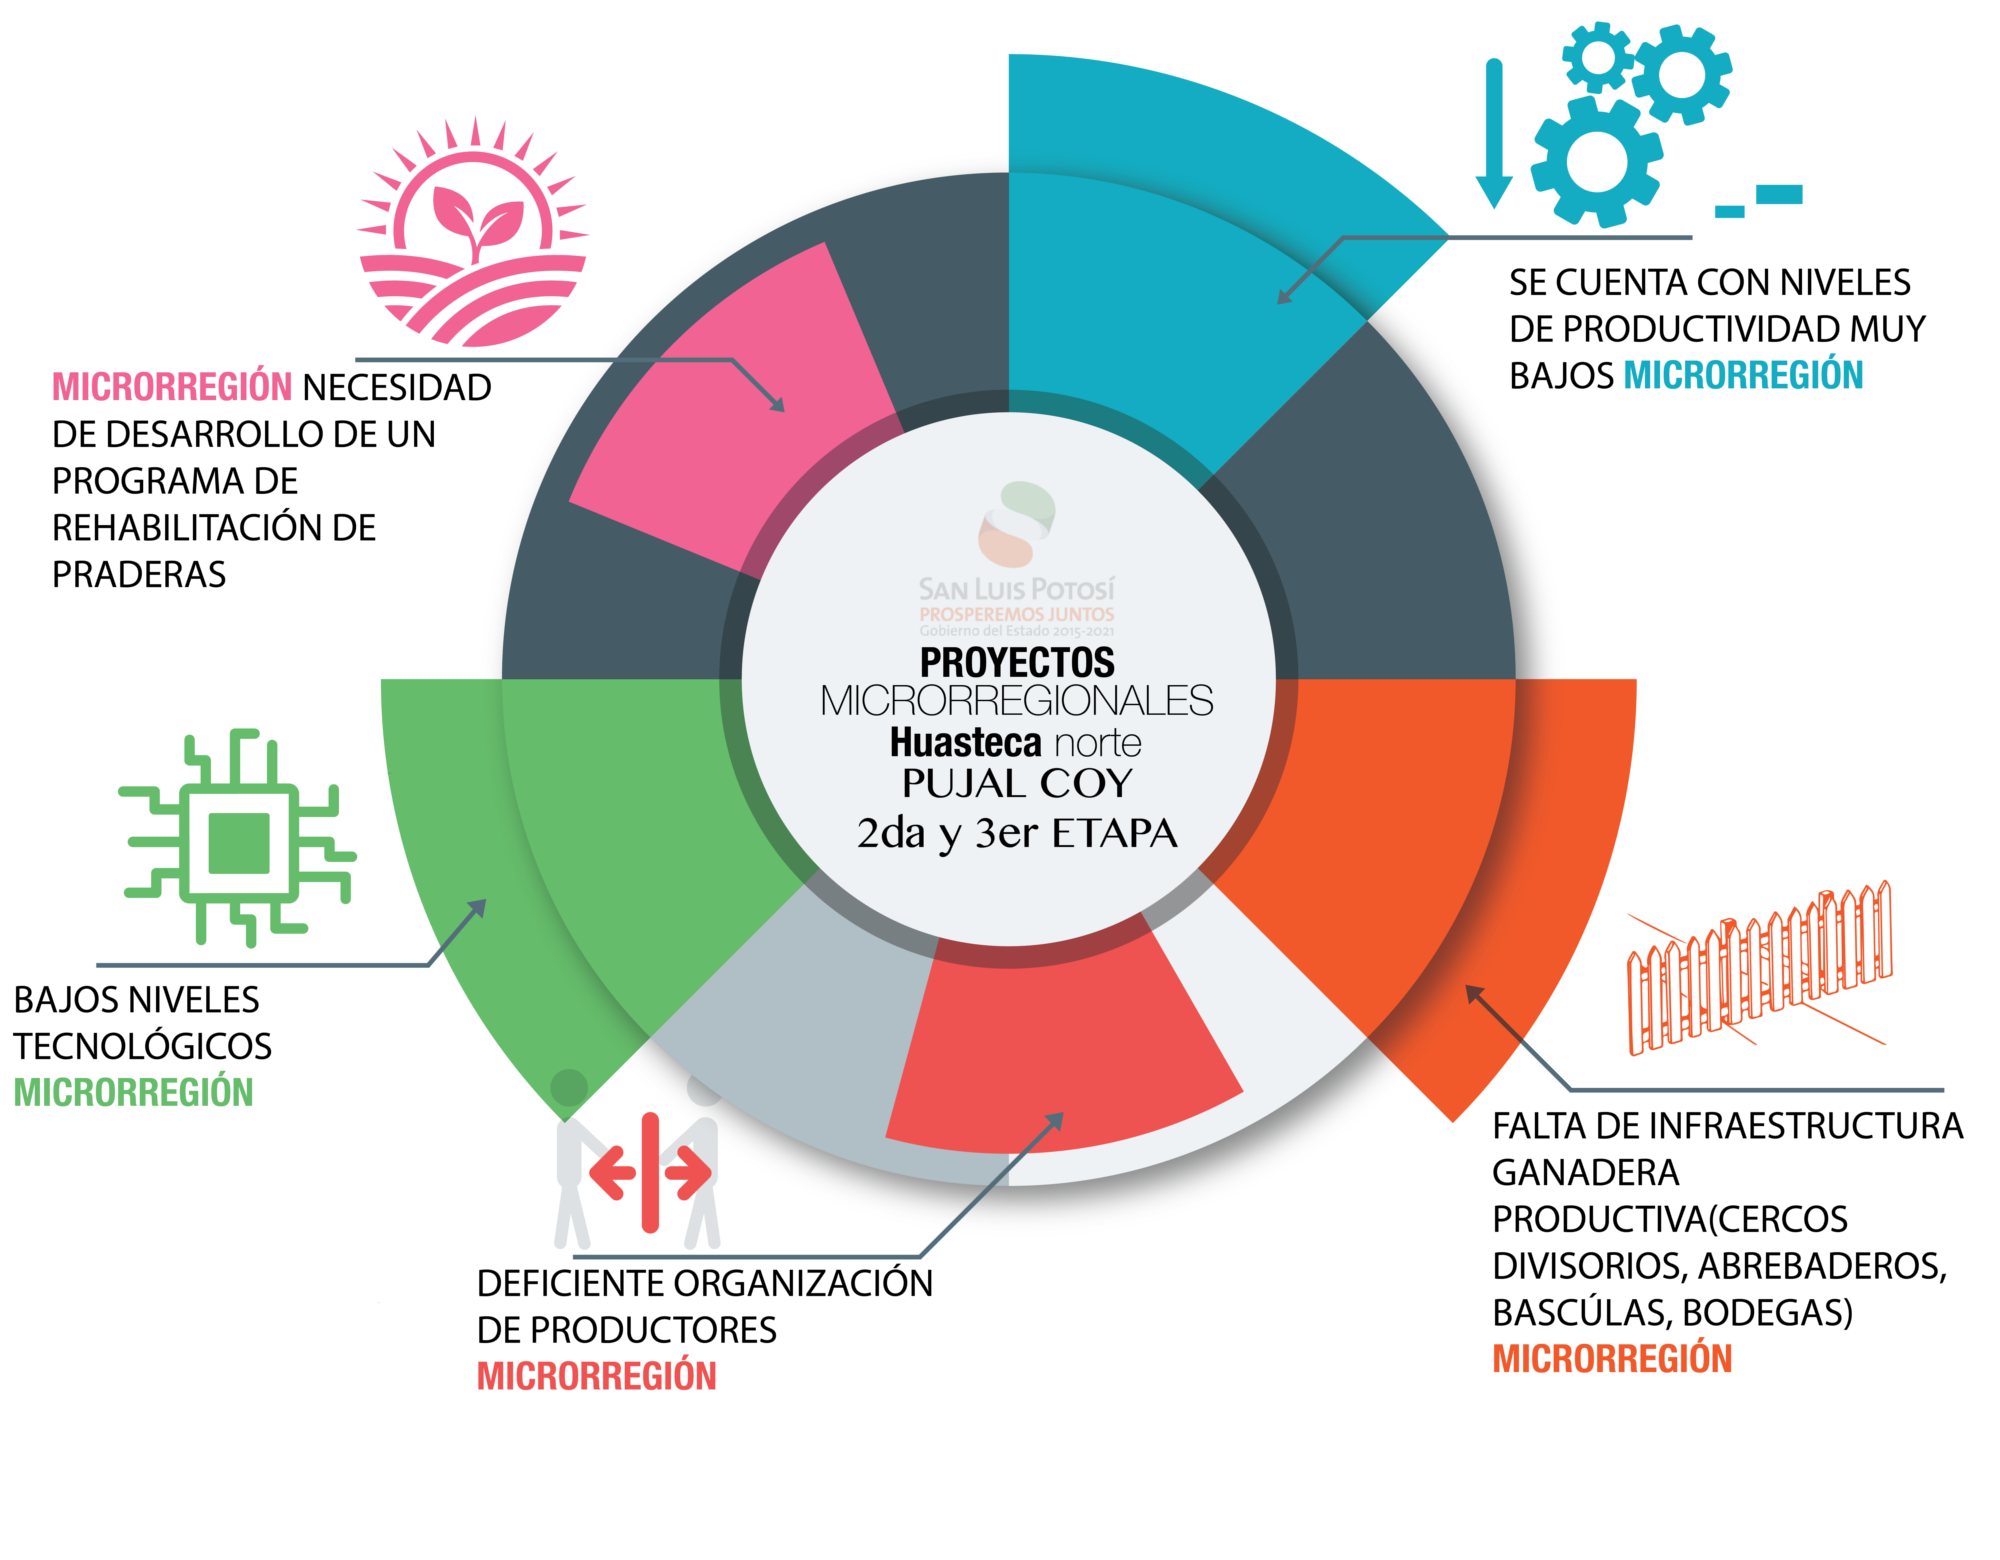 SE CUENTA CON NIVELES
DE PRODUCTIVIDAD MUY
BAJOS MICRORREGIÓN
MICRORREGIÓN NECESIDAD
DE DESARROLLO DE UN
PROGRAMA DE
REHABILITACIÓN DE
PRADERAS
SAN LUIS POTOSÍ
PROSPEREMOS JUNTOS
Gobierno del Estado 2015-2021
PROYECTOS
MICRORREGIONALES
Huasteca norte
PUJAL COY
2da y 3er ETAPA
BAJOS NIVELES
TECNOLÓGICOS
MICRORREGIÓN
FALTA DE INFRAESTRUCTURA
GANADERA
PRODUCTIVA(CERCOS
DIVISORIOS, ABREBADEROS,
BASCÚLAS, BODEGAS)
MICRORREGIÓN
DEFICIENTE ORGANIZACIÓN
DE PRODUCTORES
MICRORREGIÓN